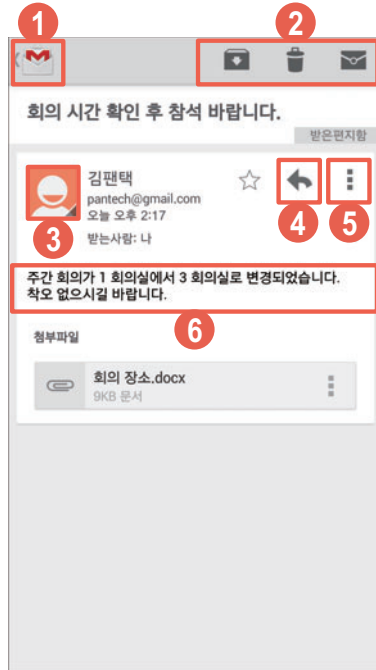 1
2
회의 시간 확인 후 참석 바랍니다.
받은편지함
김팬택
pantech@gmail.com
오늘 오후 2:17
받는사람: 나
3
4
5
주간 회의가 1 회의실에서 3 회의실로 변경되었습니다.
착오 없으시길 바랍니다.
6
첨부파일
회의 장소.docx
9KB 문서